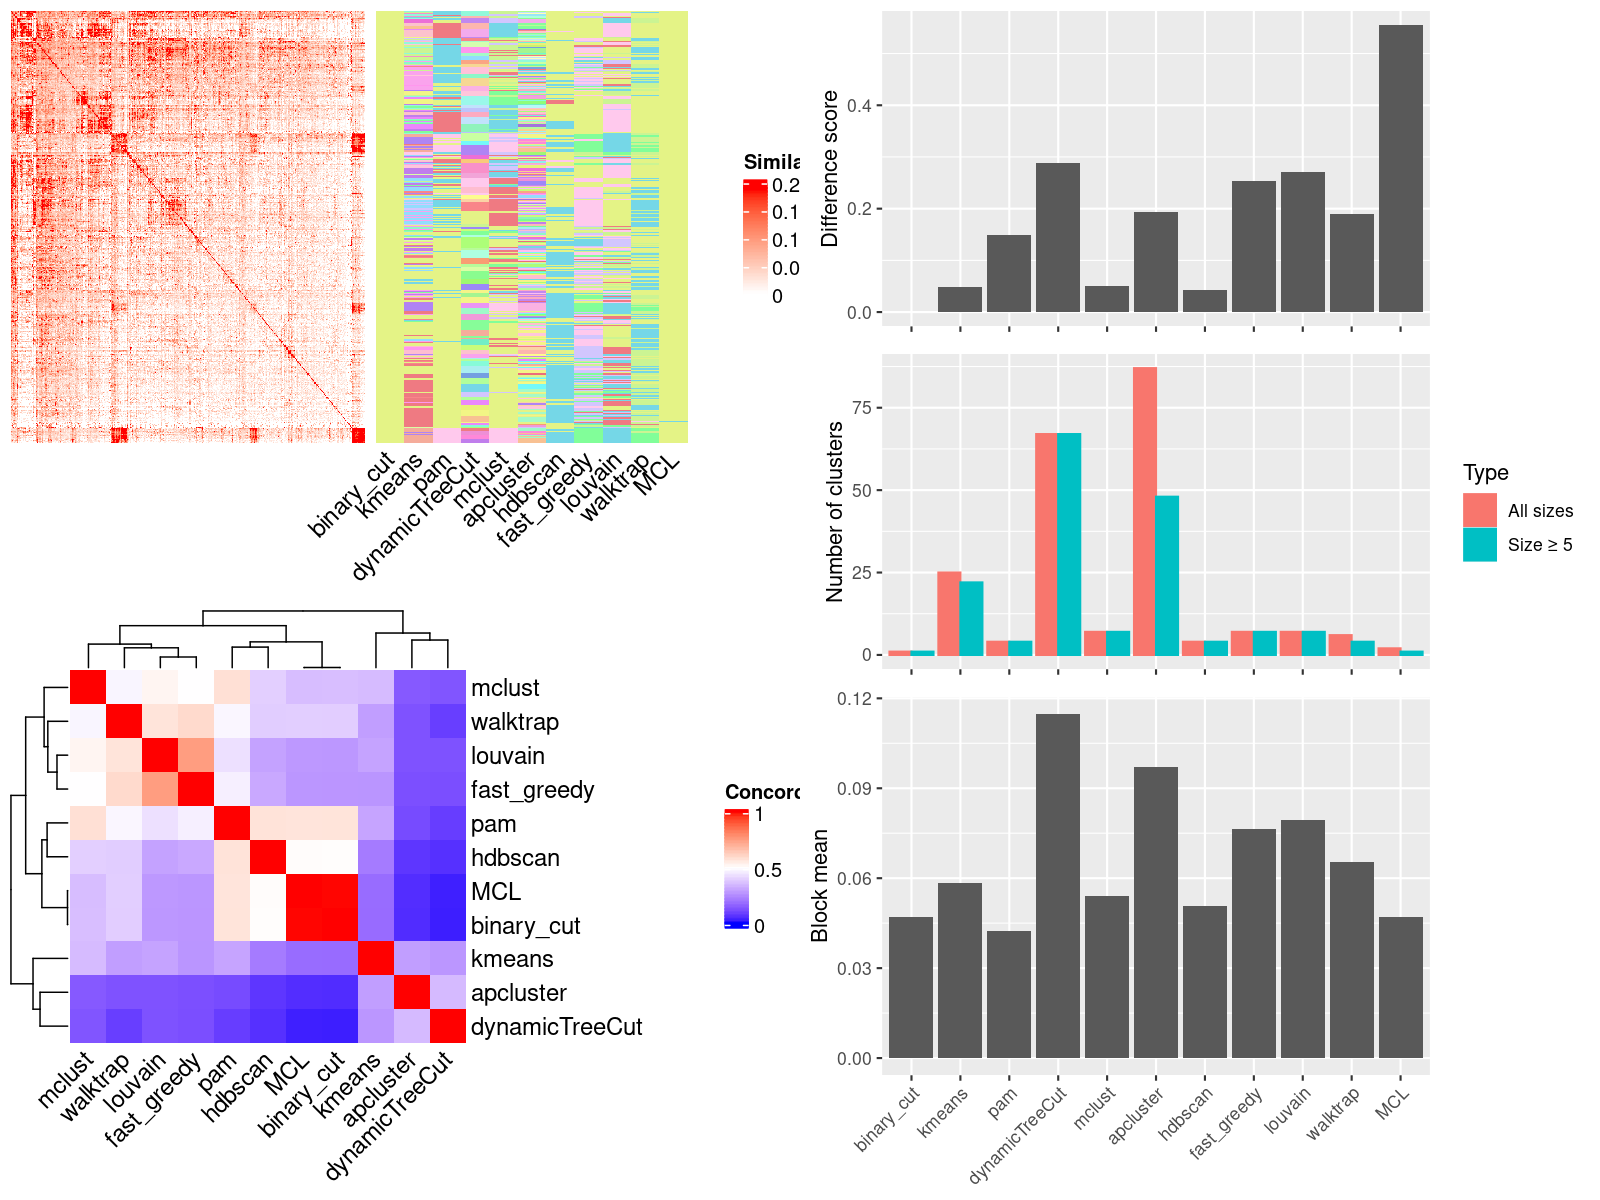 Simila
0.2
0.1
0.1
0.0
0
binary_cut
kmeans
pam
dynamicTreeCut
mclust
apcluster
hdbscan
fast_greedy
louvain
walktrap
MCL
mclust
walktrap
louvain
fast_greedy
pam
hdbscan
MCL
binary_cut
kmeans
apcluster
dynamicTreeCut
mclust
walktrap
louvain
fast_greedy
pam
hdbscan
MCL
binary_cut
kmeans
apcluster
dynamicTreeCut
Concord
1
0.5
0
Difference score
0.4
0.2
0.0
Number of clusters
75
50
25
0
Type
All sizes
Size ≥ 5
Block mean
0.12
0.09
0.06
0.03
0.00
binary_cut
kmeans
pam
dynamicTreeCut
mclust
apcluster
hdbscan
fast_greedy
louvain
walktrap
MCL